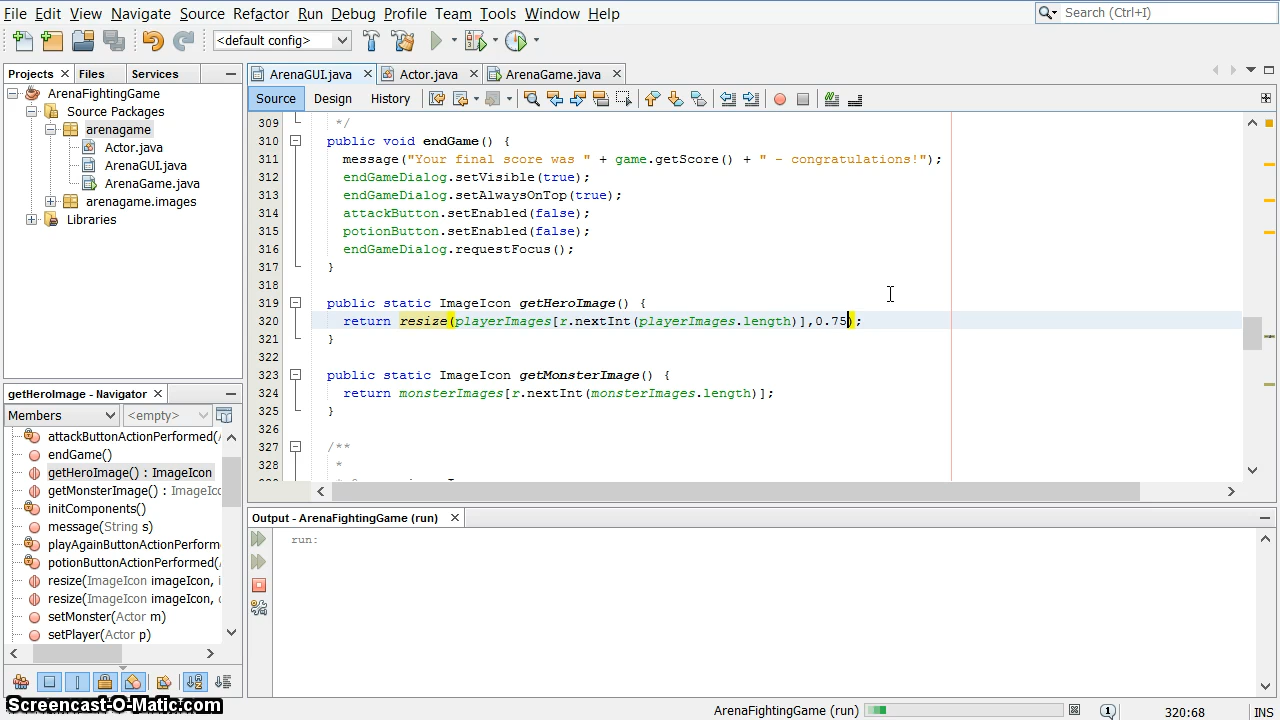 File Edit View Navigate Source Refactor Run Debug Profile Team Tools Window Help
Search (Ctrl+I)
<default config>
Projects Files Services
ArenaGUI.java Actor.java ArenaGame.java
Source Design History
ArenaFightingGame
Source Packages
arenagame
Actor.java
ArenaGUI.java
ArenaGame.java
arenagame.images
Libraries
309 */
310 public void endGame() {
311 message("Your final score was " + game.getScore() + " - congratulations!");
312 endGameDialog.setVisible(true);
313 endGameDialog.setAlwaysOnTop(true);
314 attackButton.setEnabled(false);
315 potionButton.setEnabled(false);
316 endGameDialog.requestFocus();
317 }
318
319 public static ImageIcon getHeroImage() {
320 return resize(playerImages[r.nextInt(playerImages.length)],0.75);
321 }
322
323 public static ImageIcon getMonsterImage() {
324 return monsterImages[r.nextInt(monsterImages.length)];
325 }
326
327 /**
328 *
getHeroImage - Navigator
Members <empty>
attackButtonActionPerformed(
endGame()
getHeroImage() : ImageIcon
getMonsterImage() : ImageIc
initComponents()
message(String s)
playAgainButtonActionPerform
potionButtonActionPerformed(
resize(ImageIcon imageIcon,
resize(ImageIcon imageIcon,
setMonster(Actor m)
setPlayer(Actor p)
Output - ArenaFightingGame (run)
run:
Screencast-O-Matic.com
ArenaFightingGame (run) 1 320:68 INS